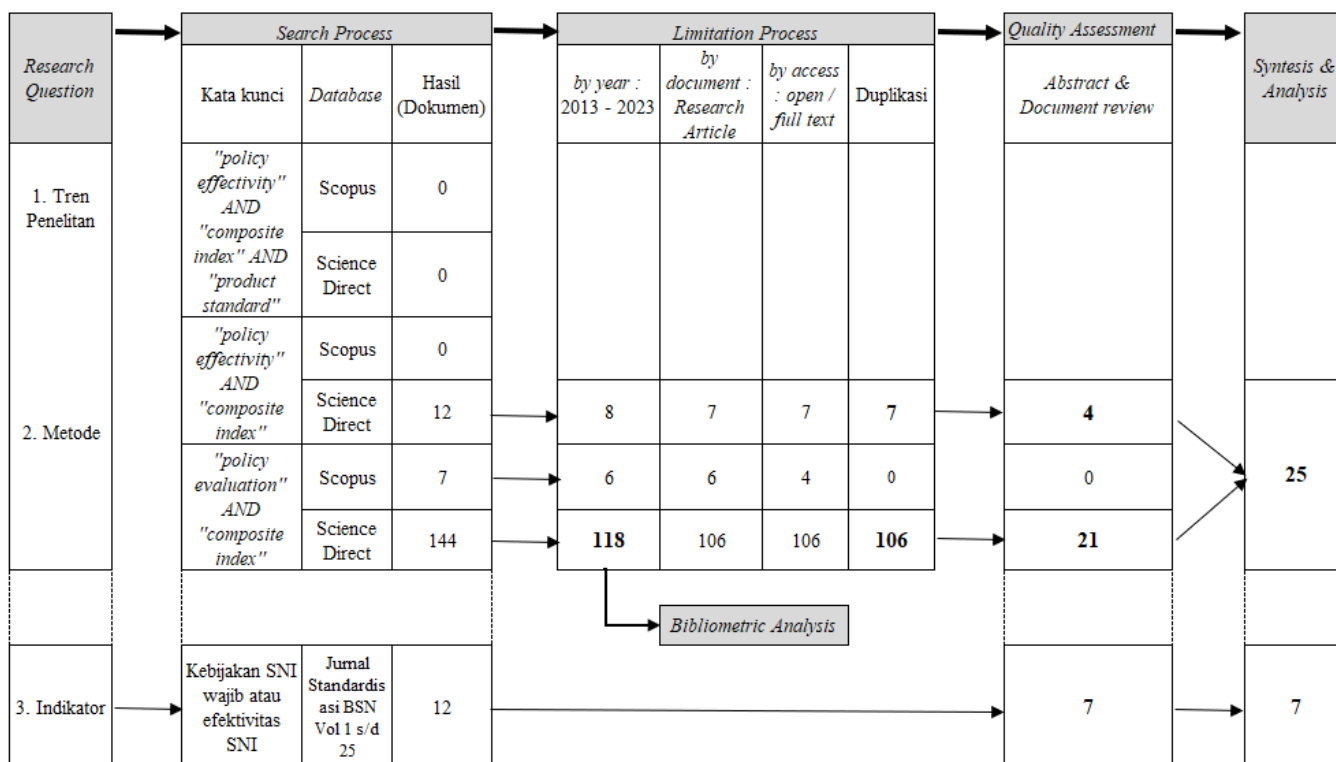 Research
Question
Search Process
Limitation Process
Quality Assessment
Syntesis &
Analysis
Kata kunci
Database
Hasil
(Dokumen)
by year :
2013 - 2023
by
document :
Research
Article
by access
: open /
full text
Duplikasi
Abstract &
Document review
1. Tren
Penelitan
"policy
effectivity"
AND
"composite
index" AND
"product
standard"
Scopus
0
Science
Direct
0
2. Metode
"policy
effectivity"
AND
"composite
index"
Scopus
0
Science
Direct
12
8
7
7
7
4
"policy
evaluation"
AND
"composite
index"
Scopus
7
6
6
4
0
0
Science
Direct
144
118
106
106
106
21
25
Bibliometric Analysis
3. Indikator
Kebijakan SNI
wajib atau
efektivitas
SNI
Jurnal
Standardis
asi BSN
Vol 1 s/d
25
12
7
7